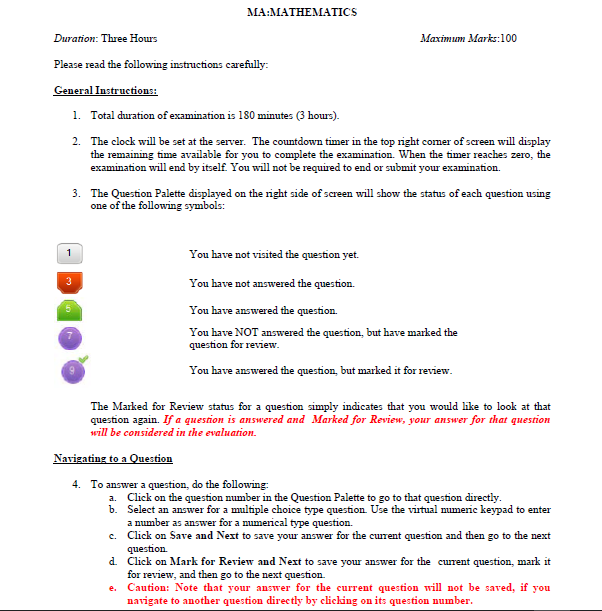 MA:MATHEMATICS
Duration: Three Hours Maximum Marks:100
Please read the following instructions carefully:
General Instructions:
1. Total duration of examination is 180 minutes (3 hours).
2. The clock will be set at the server. The countdown timer in the top right corner of screen will display
the remaining time available for you to complete the examination. When the timer reaches zero, the
examination will end by itself. You will not be required to end or submit your examination.
3. The Question Palette displayed on the right side of screen will show the status of each question using
one of the following symbols:
1 You have not visited the question yet.
3 You have not answered the question.
5 You have answered the question.
7 You have NOT answered the question, but have marked the
question for review.
9 You have answered the question, but marked it for review.
The Marked for Review status for a question simply indicates that you would like to look at that
question again. If a question is answered and Marked for Review, your answer for that question
will be considered in the evaluation.
Navigating to a Question
4. To answer a question, do the following:
a. Click on the question number in the Question Palette to go to that question directly.
b. Select an answer for a multiple choice type question. Use the virtual numeric keypad to enter
a number as answer for a numerical type question.
c. Click on Save and Next to save your answer for the current question and then go to the next
question.
d. Click on Mark for Review and Next to save your answer for the current question, mark it
for review, and then go to the next question.
e. Caution: Note that your answer for the current question will not be saved, if you
navigate to another question directly by clicking on its question number.